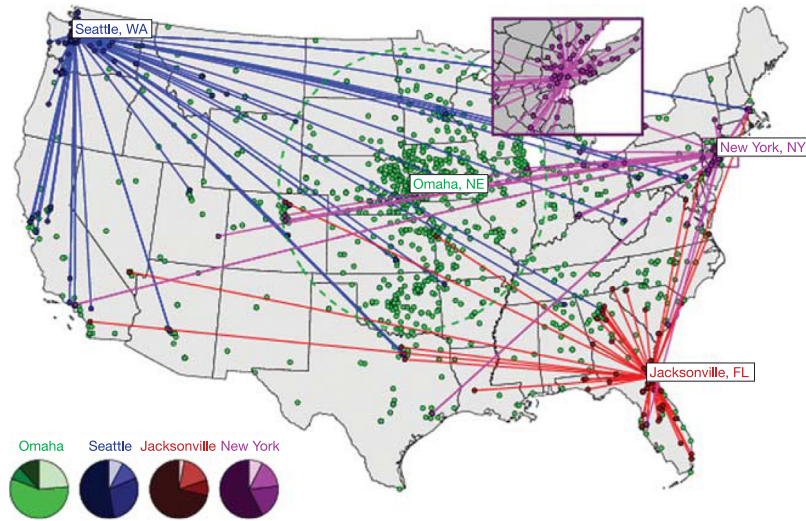 Seattle, WA
New York, NY
Omaha, NE
Jacksonville, FL
Omaha Seattle Jacksonville New York